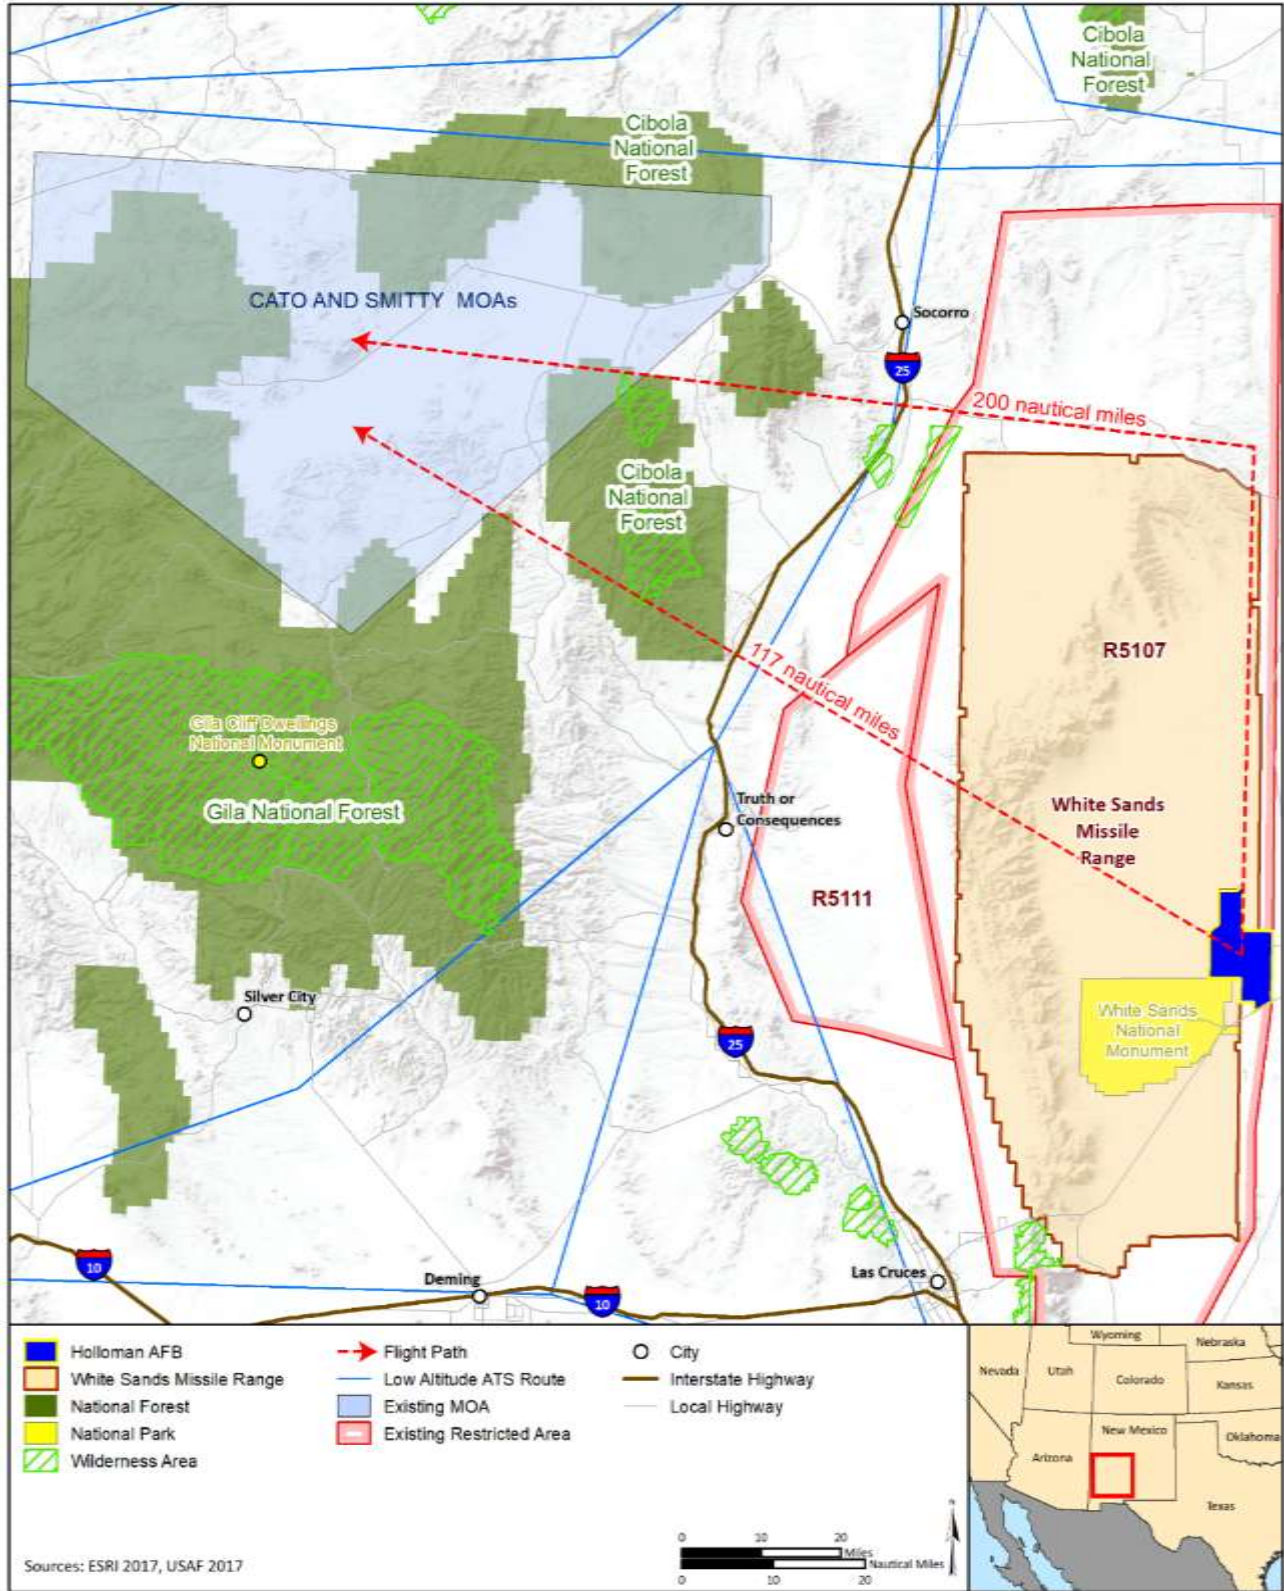 Cibola
National
Forest
Cibola
National
Forest
CATO AND SMITTY MOAs
Socorro
25
200 nautical miles
Cibola
National
Forest
R5107
117 nautical miles
Gila Cliff Dwellings
National Monument
Gila National Forest
Truth or
Consequences
White Sands
Missile
Range
R5111
Silver City
White Sands
National
Monument
25
10
Deming
10
Las Cruces
Holloman AFB
White Sands Missile Range
National Forest
National Park
Wilderness Area
Flight Path
Low Altitude ATS Route
Existing MOA
Existing Restricted Area
City
Interstate Highway
Local Highway
Wyoming
Nebraska
Nevada
Utah
Colorado
Kansas
New Mexico
Oklahoma
Arizona
Texas
N
0 10 20
Miles
Nautical Miles
0 10 20
Sources: ESRI 2017, USAF 2017